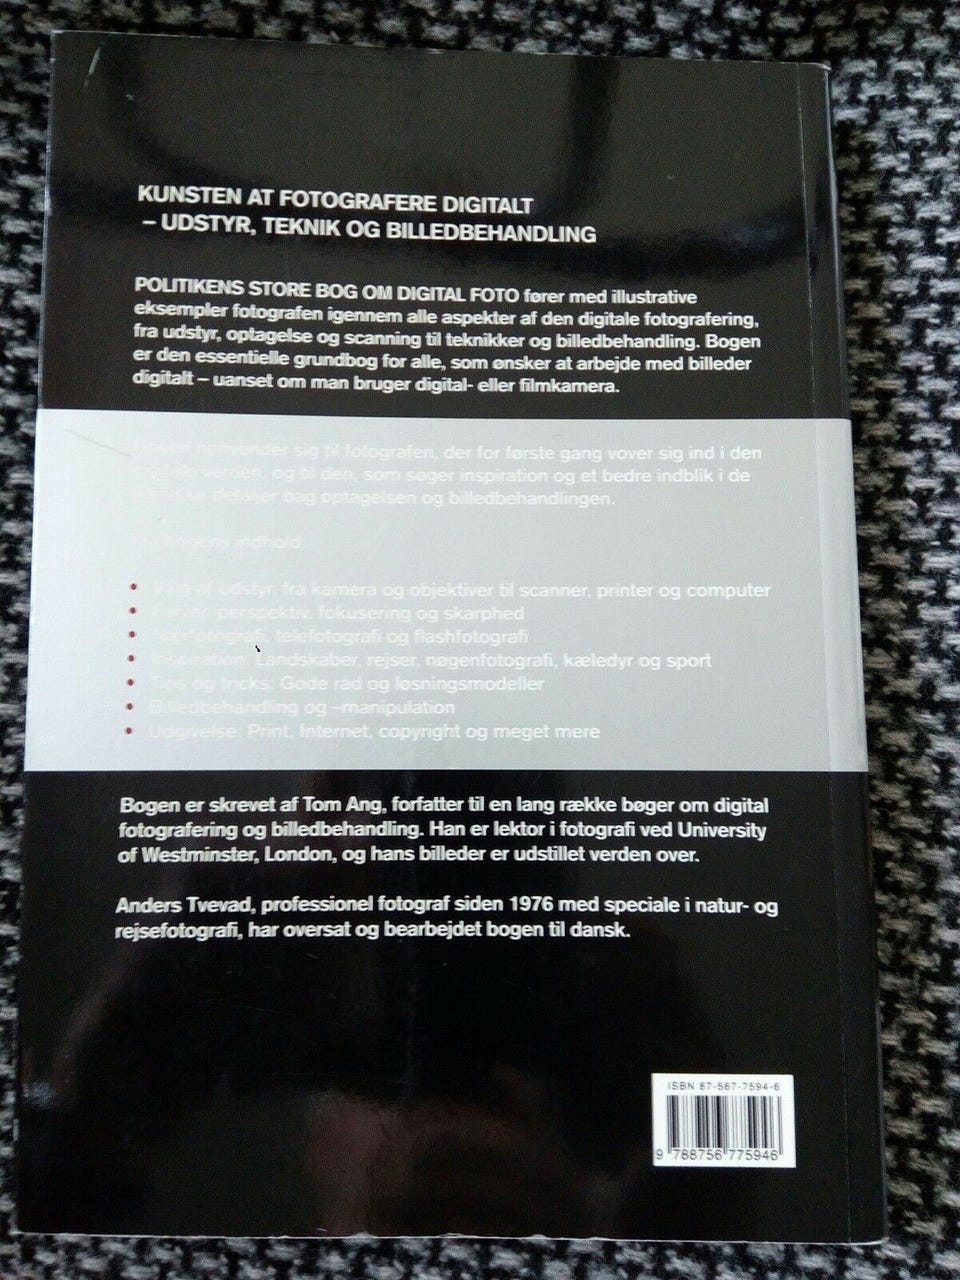 KUNSTEN AT FOTOGRAFERE DIGITALT
– UDSTYR, TEKNIK OG BILLEDBEHANDLING
POLITIKENS STORE BOG OM DIGITAL FOTO fører med illustrative
eksempler fotografen igennem alle aspekter af den digitale fotografering,
fra udstyr, optagelse og scanning til teknikker og billedbehandling. Bogen
er den essentielle grundbog for alle, som ønsker at arbejde med billeder
digitalt – uanset om man bruger digital- eller filmkamera.
henvender sig til fotografen, der for første gang vover sig ind i den
verden, og til den, som søger inspiration og et bedre indblik i de
detaljer bag optagelsen og billedbehandlingen.
bogens indhold:
• af udstyr, fra kamera og objektiver til scanner, printer og computer
• perspektiv, fokusering og skarphed
• Nærfotografi, telefotografi og flashfotografi
• Inspiration: Landskaber, rejser, nøgenfotografi, kæledyr og sport
• Tips og tricks: Gode råd og løsningsmodeller
• Billedbehandling og –manipulation
• Udgivelse: Print, Internet, copyright og meget mere
Bogen er skrevet af Tom Ang, forfatter til en lang række bøger om digital
fotografering og billedbehandling. Han er lektor i fotografi ved University
of Westminster, London, og hans billeder er udstillet verden over.
Anders Tvevad, professionel fotograf siden 1976 med speciale i natur- og
rejsefotografi, har oversat og bearbejdet bogen til dansk.
ISBN 87-567-7594-6
9 788756 775946